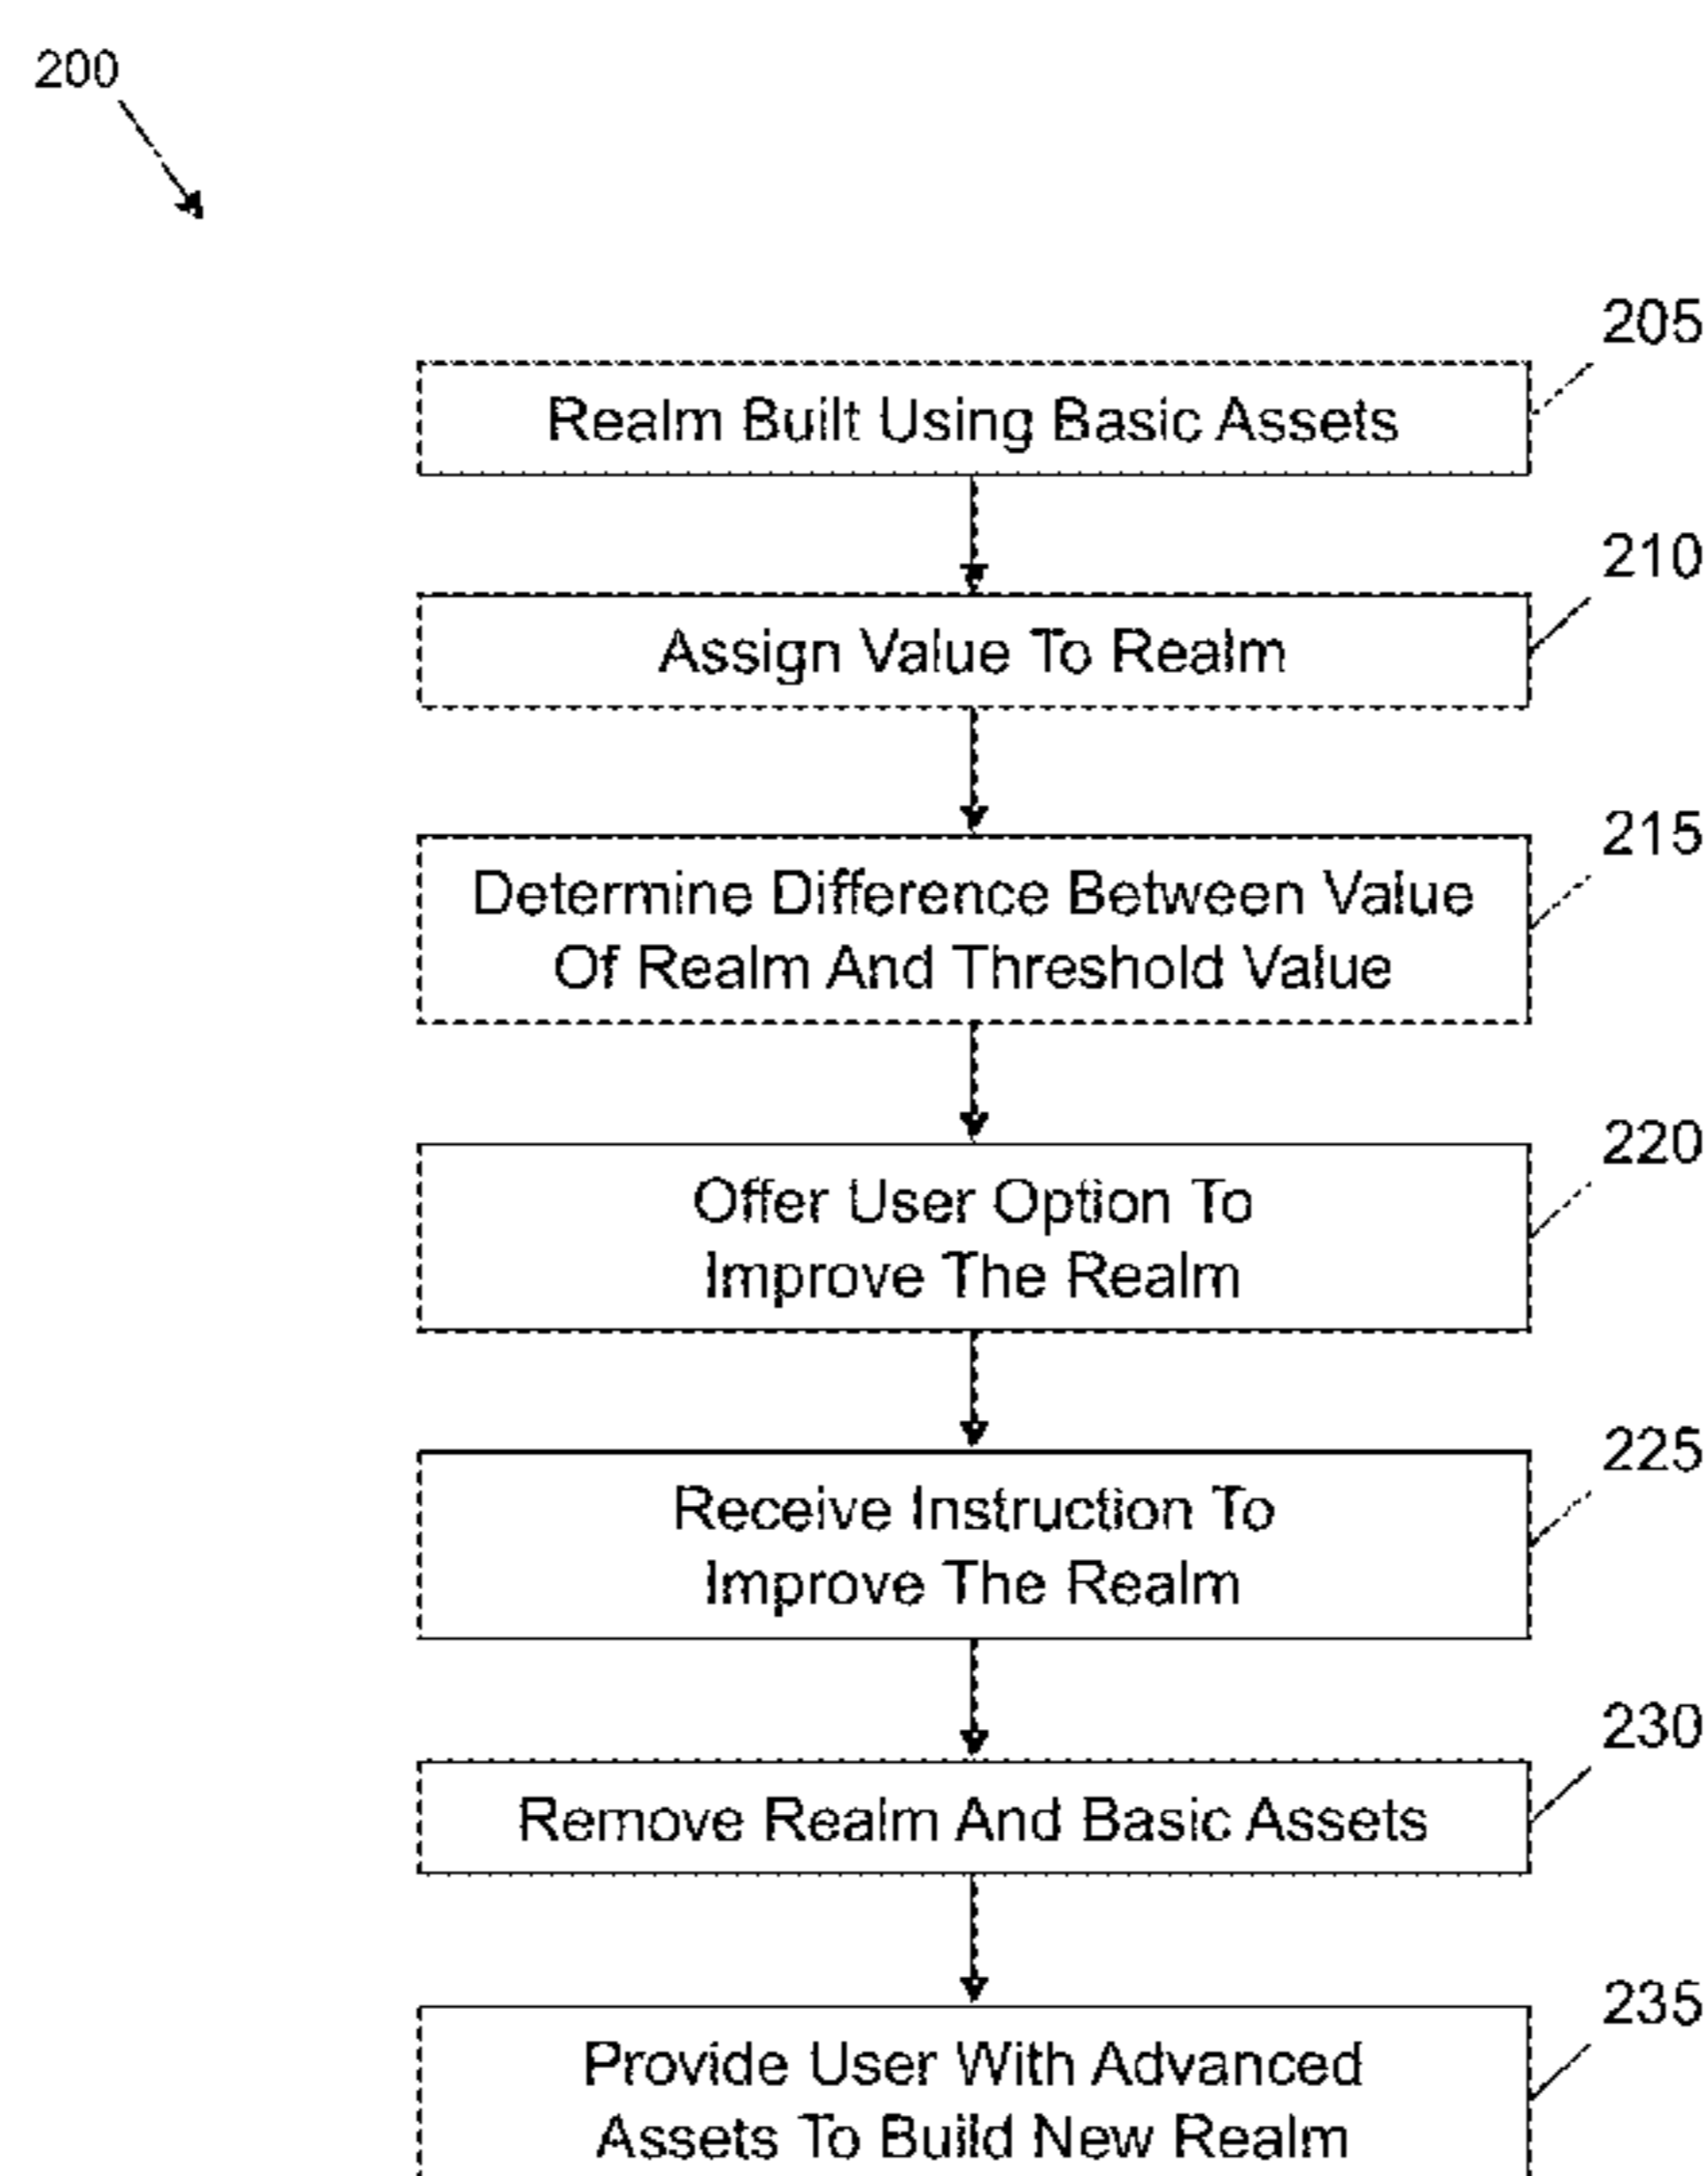 200
205
Realm Built Using Basic Assets
210
Assign Value To Realm
215
Determine Difference Between Value
Of Realm And Threshold Value
220
Offer User Option To
Improve The Realm
225
Receive Instruction To
Improve The Realm
230
Remove Realm And Basic Assets
235
Provide User With Advanced
Assets To Build New Realm